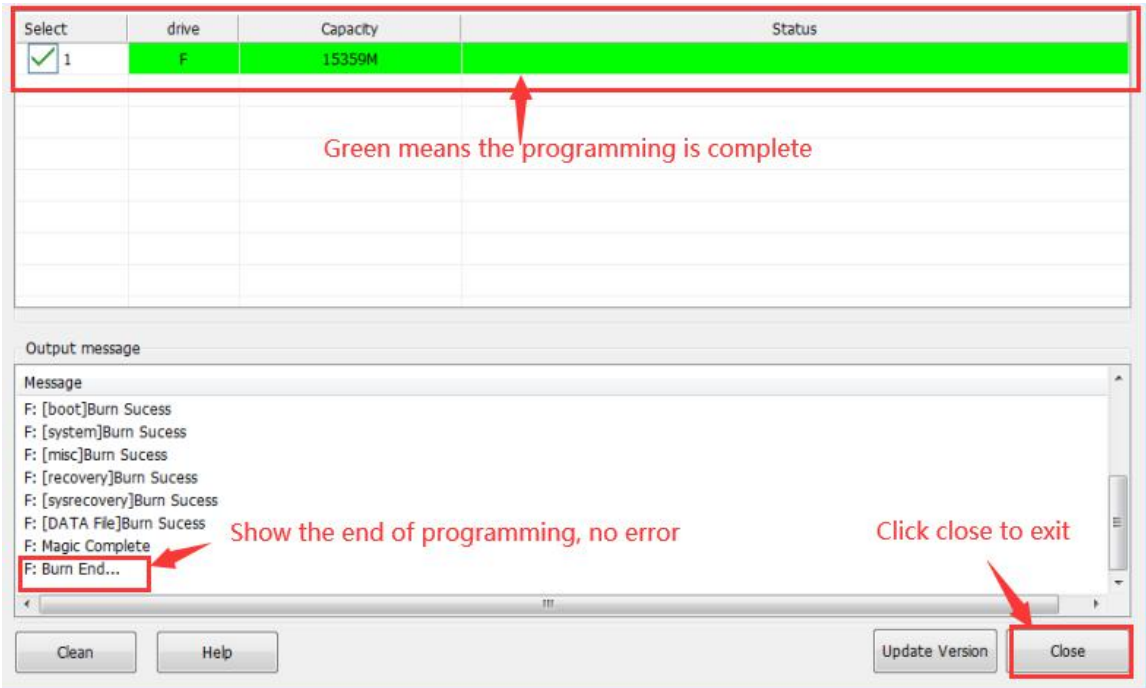 Select drive Capacity Status
1 F 15359M
Green means the programming is complete
Output message
Message
F: [boot]Burn Sucess
F: [system]Burn Sucess
F: [misc]Burn Sucess
F: [recovery]Burn Sucess
F: [sysrecovery]Burn Sucess
F: [DATA File]Burn Sucess
Show the end of programming, no error
Click close to exit
F: Magic Complete
F: Burn End...
Clean Help Update Version Close